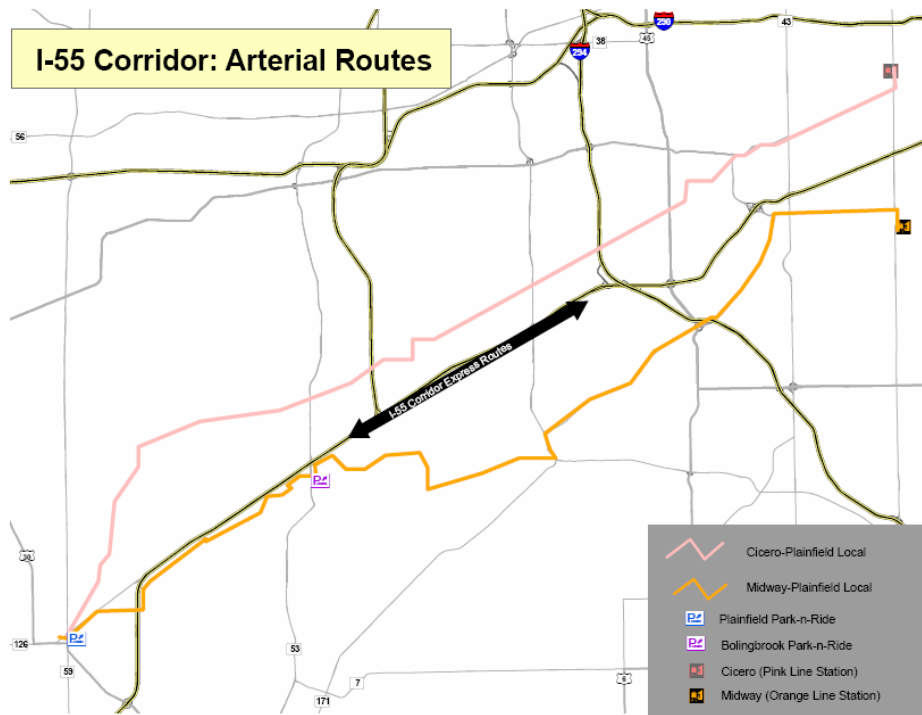 I-55 Corridor: Arterial Routes
290
294
38
45
43
56
I-55 Corridor Express Routes
30
126
59
53
7
171
6
Cicero-Plainfield Local
Midway-Plainfield Local
Plainfield Park-n-Ride
Bolingbrook Park-n-Ride
Cicero (Pink Line Station)
Midway (Orange Line Station)